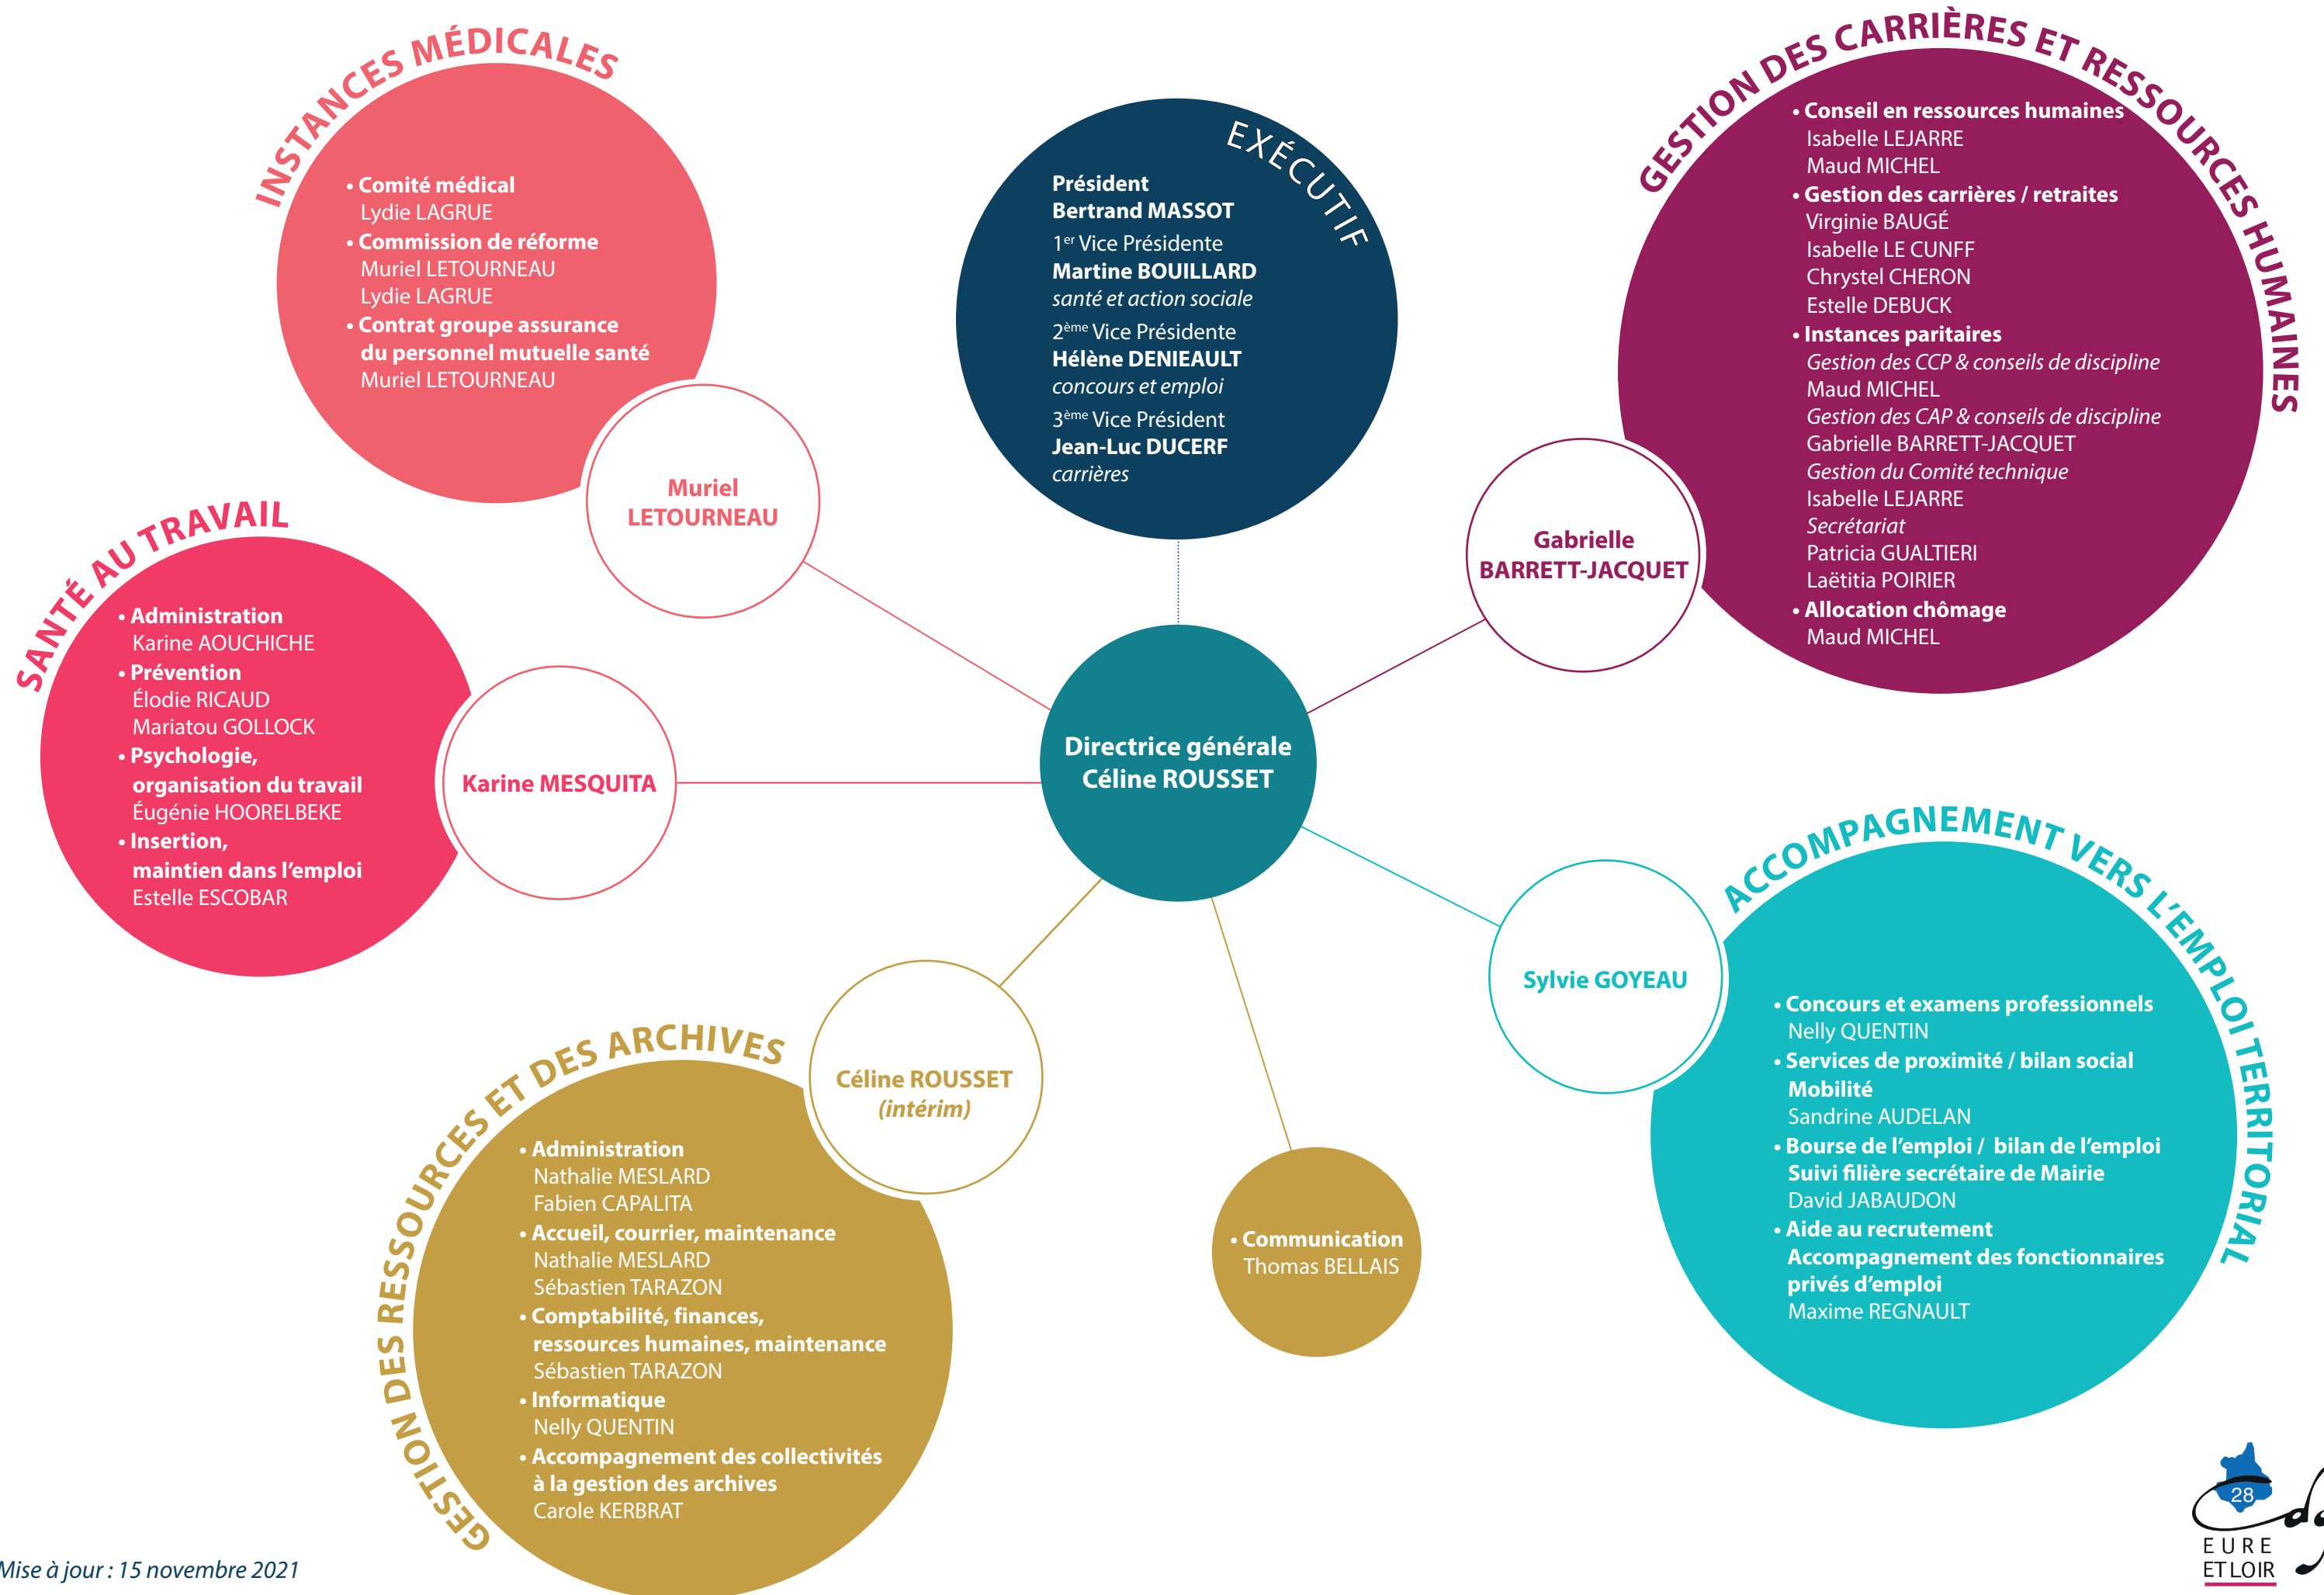 INSTANCES MÉDICALES
• Comité médical
Lydie LAGRUE
• Commission de réforme
Muriel LETOURNEAU
Lydie LAGRUE
• Contrat groupe assurance
du personnel mutuelle santé
Muriel LETOURNEAU
Muriel
LETOURNEAU
EXÉCUTIF
Président
Bertrand MASSOT
1er Vice Présidente
Martine BOUILLARD
santé et action sociale
2ème Vice Présidente
Hélène DENIEAULT
concours et emploi
3ème Vice Président
Jean-Luc DUCERF
carrières
GESTION DES CARRIÈRES ET RESSOURCES HUMAINES
• Conseil en ressources humaines
Isabelle LEJARRE
Maud MICHEL
• Gestion des carrières / retraites
Virginie BAUGÉ
Isabelle LE CUNFF
Chrystel CHERON
Estelle DEBUCK
• Instances paritaires
Gestion des CCP & conseils de discipline
Maud MICHEL
Gestion des CAP & conseils de discipline
Gabrielle BARRETT-JACQUET
Gestion du Comité technique
Isabelle LEJARRE
Secrétariat
Patricia GUALTIERI
Laëtitia POIRIER
• Allocation chômage
Maud MICHEL
Gabrielle
BARRETT-JACQUET
SANTÉ AU TRAVAIL
• Administration
Karine AOUCHICHE
• Prévention
Élodie RICAUD
Mariatou GOLLOCK
• Psychologie,
organisation du travail
Éugénie HOORELBEKE
• Insertion,
maintien dans l'emploi
Estelle ESCOBAR
Karine MESQUITA
Directrice générale
Céline ROUSSET
ACCOMPAGNEMENT VERS L'EMPLOI TERRITORIAL
Sylvie GOYEAU
• Concours et examens professionnels
Nelly QUENTIN
• Services de proximité / bilan social
Mobilité
Sandrine AUDELAN
• Bourse de l'emploi / bilan de l'emploi
Suivi filière secrétaire de Mairie
David JABAUDON
• Aide au recrutement
Accompagnement des fonctionnaires
privés d'emploi
Maxime REGNAULT
GESTION DES RESSOURCES ET DES ARCHIVES
Céline ROUSSET
(intérim)
• Administration
Nathalie MESLARD
Fabien CAPALITA
• Accueil, courrier, maintenance
Nathalie MESLARD
Sébastien TARAZON
• Comptabilité, finances,
ressources humaines, maintenance
Sébastien TARAZON
• Informatique
Nelly QUENTIN
• Accompagnement des collectivités
à la gestion des archives
Carole KERBRAT
• Communication
Thomas BELLAIS
28
EURE
ET LOIR
Mise à jour : 15 novembre 2021